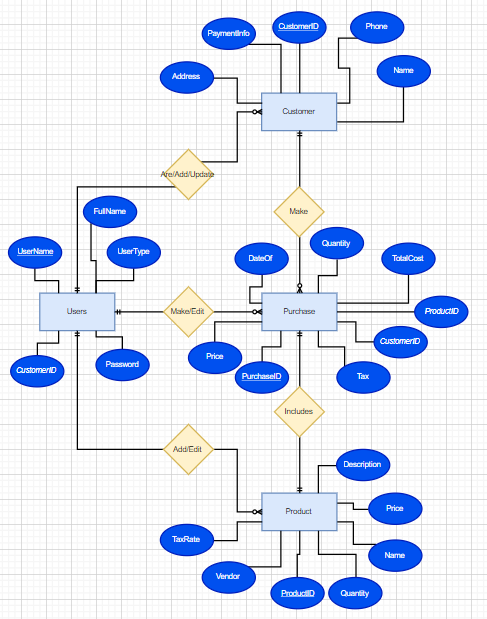 CustomerID
Phone
PaymentInfo
Name
Address
Customer
Are/Add/Update
FullName
Make
UserName
UserType
DateOf
Quantity
TotalCost
Users
Make/Edit
Purchase
ProductID
CustomerID
Price
CustomerID
Password
PurchaseID
Tax
Includes
Add/Edit
Description
Product
Price
TaxRate
Name
Vendor
ProductID
Quantity